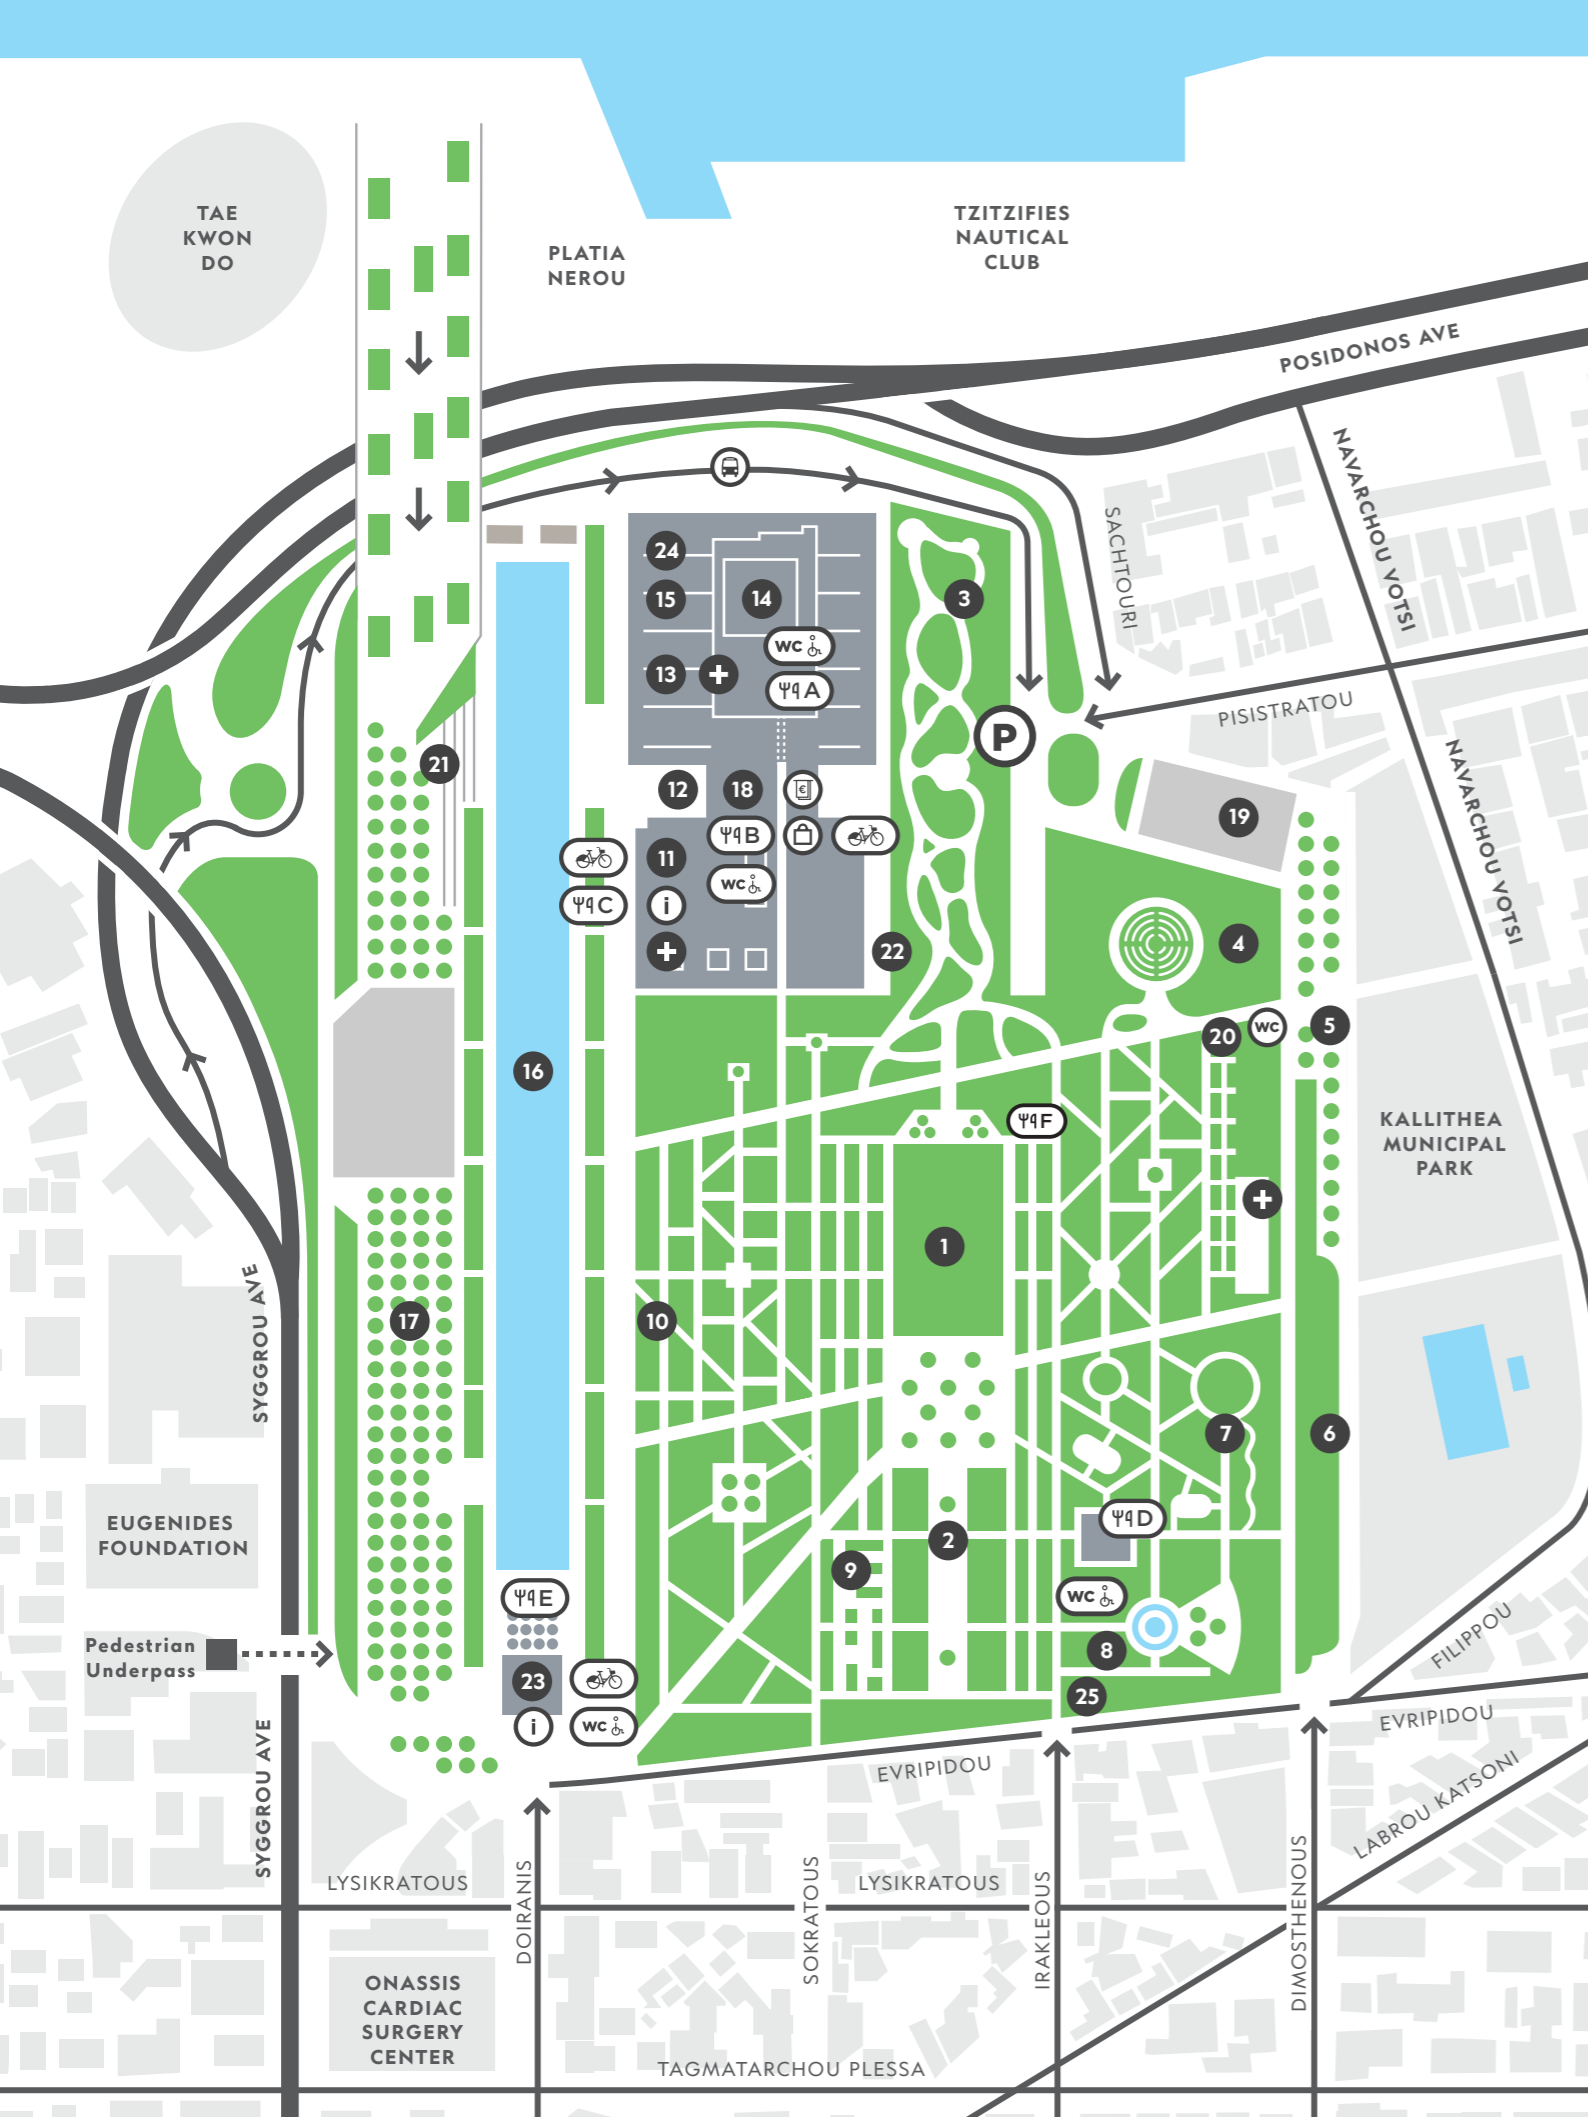 TAE
KWON
DO
PLATIA
NEROU
TZITZIFIES
NAUTICAL
CLUB
POSIDONOS AVE
NAVARCHOU VOTSI
SACHTOURI
PISISTRATOU
NAVARCHOU VOTSI
24
15
14
3
WC
13
A
P
21
12
18
€
19
B
11
WC
C
i
22
4
16
20
WC
5
F
KALLITHEA
MUNICIPAL
PARK
1
17
10
SYGGROU AVE
7
6
EUGENIDES
FOUNDATION
D
2
9
E
WC
Pedestrian
Underpass
8
23
25
i
WC
FILIPPOU
EVRIPIDOU
EVRIPIDOU
SYGGROU AVE
LABROU KATSONI
LYSIKRATOUS
DOIRANIS
SOKRATOUS
LYSIKRATOUS
IRAKLEOUS
DIMOSTHENOUS
ONASSIS
CARDIAC
SURGERY
CENTER
TAGMATARCHOU PLESSA